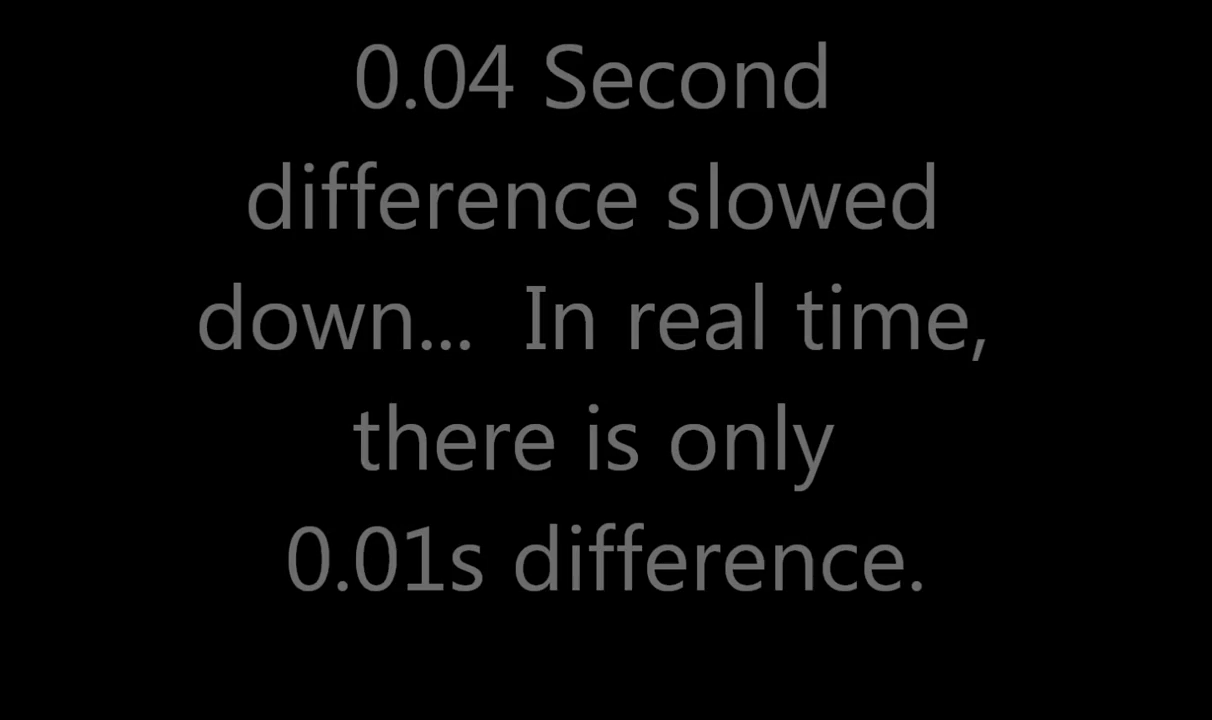 0.04 Second
difference slowed
down...  In real time,
there is only
0.01s difference.